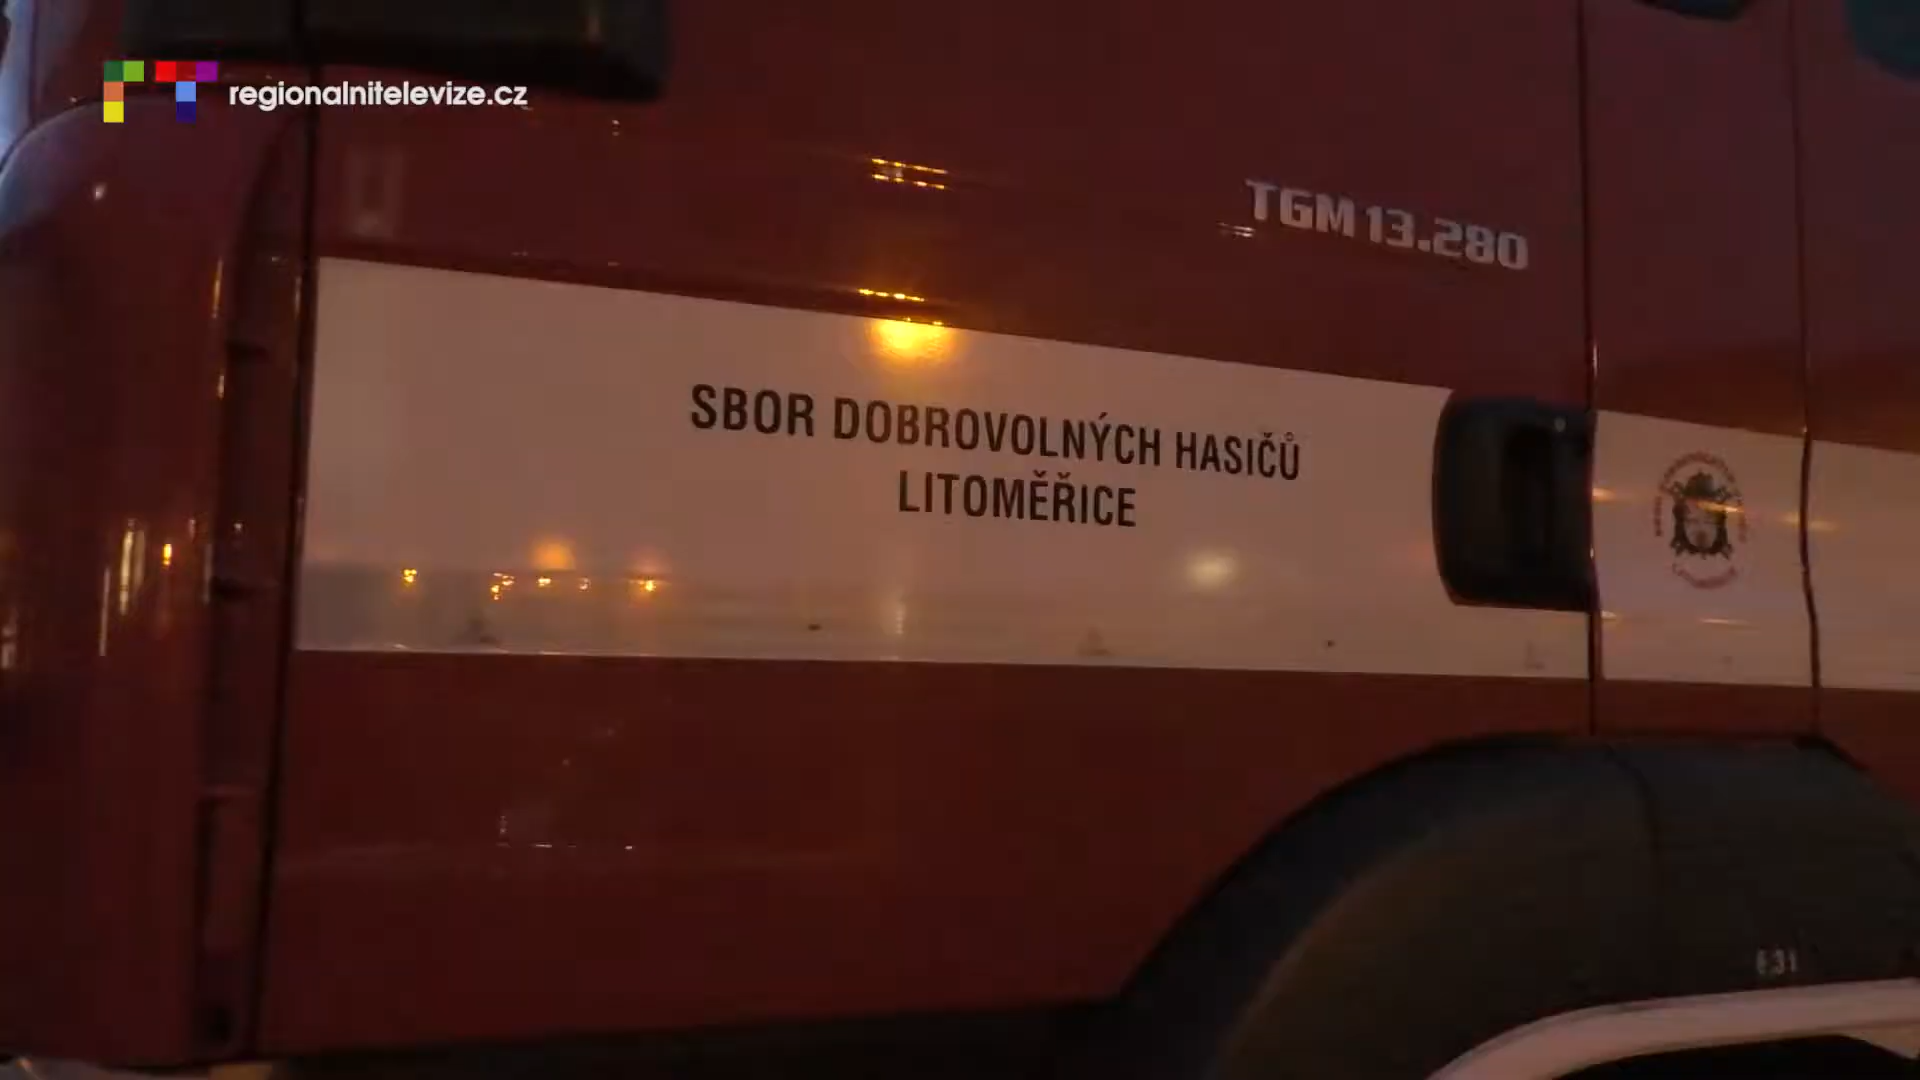 regionalnitelevize.cz
TGM 13.280
SBOR DOBROVOLNÝCH HASIČŮ
LITOMĚŘICE